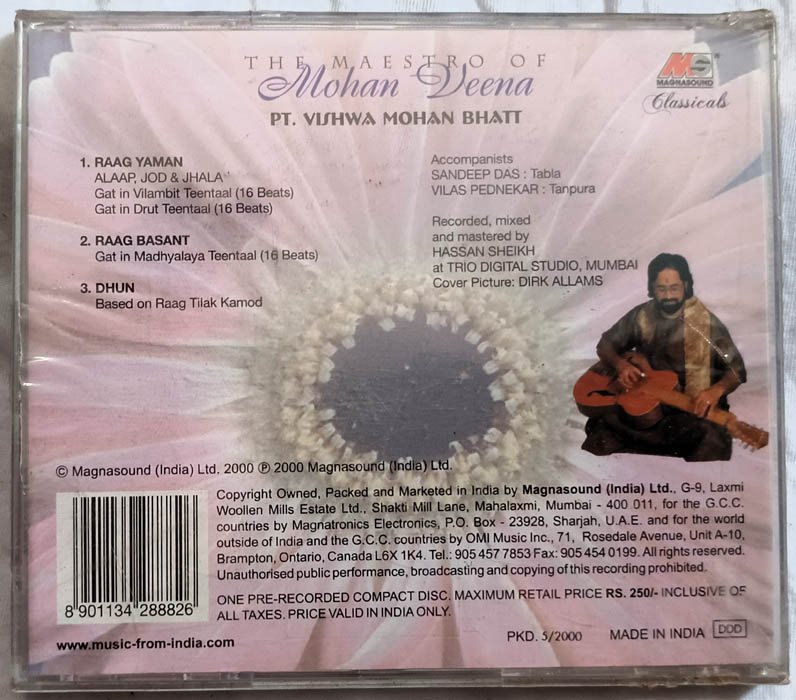 THE MAESTRO OF
Mohan Veena
PT. VISHWA MOHAN BHATT
MS
MAGNASOUND
Classicals
1. RAAG YAMAN
ALAAP, JOD & JHALA
Gat in Vilambit Teentaal (16 Beats)
Gat in Drut Teentaal (16 Beats)
2. RAAG BASANT
Gat in Madhyalaya Teentaal (16 Beats)
3. DHUN
Based on Raag Tilak Kamod
Accompanists
SANDEEP DAS : Tabla
VILAS PEDNEKAR : Tanpura
Recorded, mixed
and mastered by
HASSAN SHEIKH
at TRIO DIGITAL STUDIO, MUMBAI
Cover Picture: DIRK ALLAMS
© Magnasound (India) Ltd. 2000 ℗ 2000 Magnasound (India) Ltd.
Copyright Owned, Packed and Marketed in India by Magnasound (India) Ltd., G-9, Laxmi
Woollen Mills Estate Ltd., Shakti Mill Lane, Mahalaxmi, Mumbai - 400 011, for the G.C.C.
countries by Magnatronics Electronics, P.O. Box - 23928, Sharjah, U.A.E. and for the world
outside of India and the G.C.C. countries by OMI Music Inc., 71, Rosedale Avenue, Unit A-10,
Brampton, Ontario, Canada L6X 1K4. Tel.: 905 457 7853 Fax: 905 454 0199. All rights reserved.
Unauthorised public performance, broadcasting and copying of this recording prohibited.
ONE PRE-RECORDED COMPACT DISC. MAXIMUM RETAIL PRICE RS. 250/- INCLUSIVE OF
ALL TAXES. PRICE VALID IN INDIA ONLY.
8 901134 288826
www.music-from-india.com
PKD. 5/2000
MADE IN INDIA
DDD